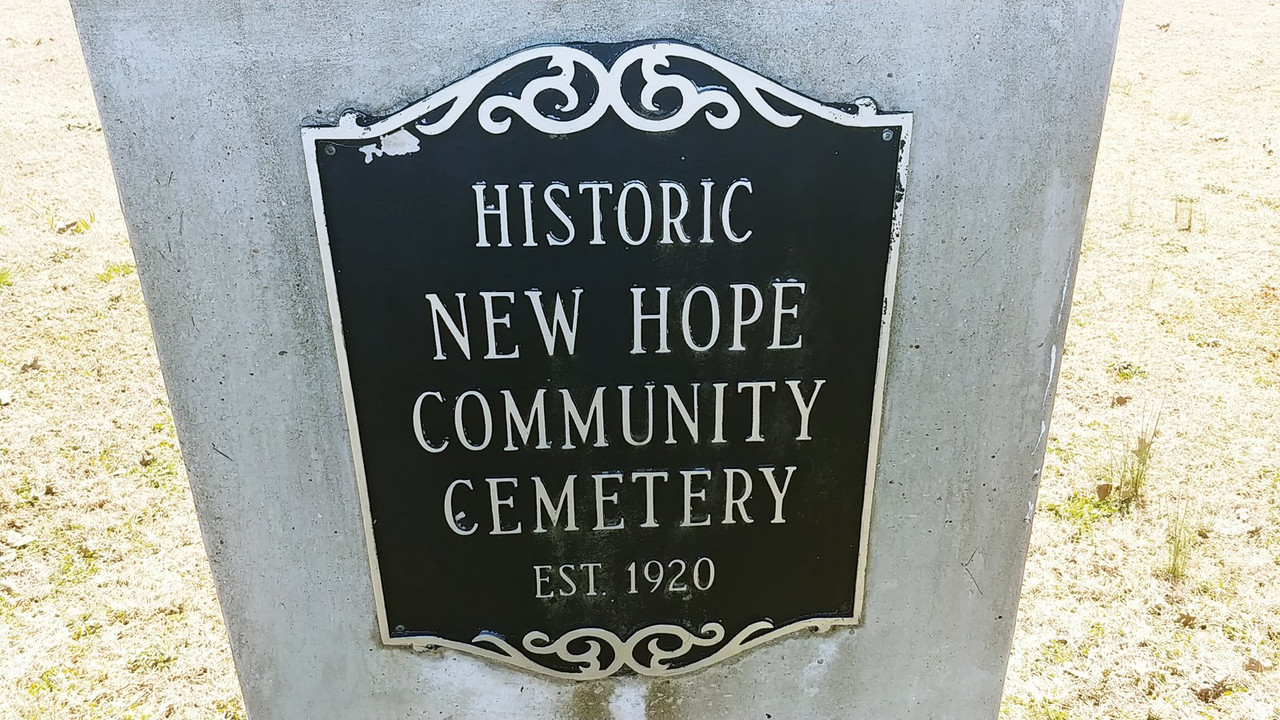 HISTORIC
NEW HOPE
COMMUNITY
CEMETERY
EST. 1920